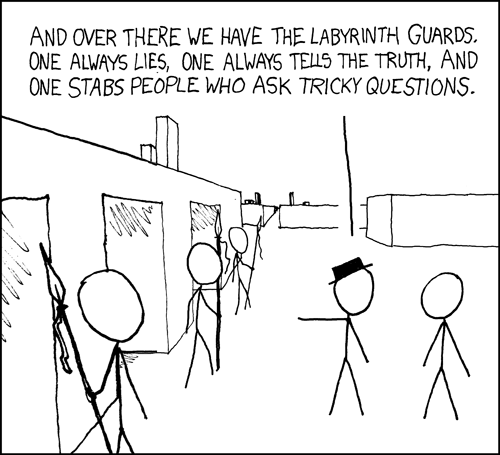 AND OVER THERE WE HAVE THE LABYRINTH GUARDS.
ONE ALWAYS LIES, ONE ALWAYS TELLS THE TRUTH, AND
ONE STABS PEOPLE WHO ASK TRICKY QUESTIONS.